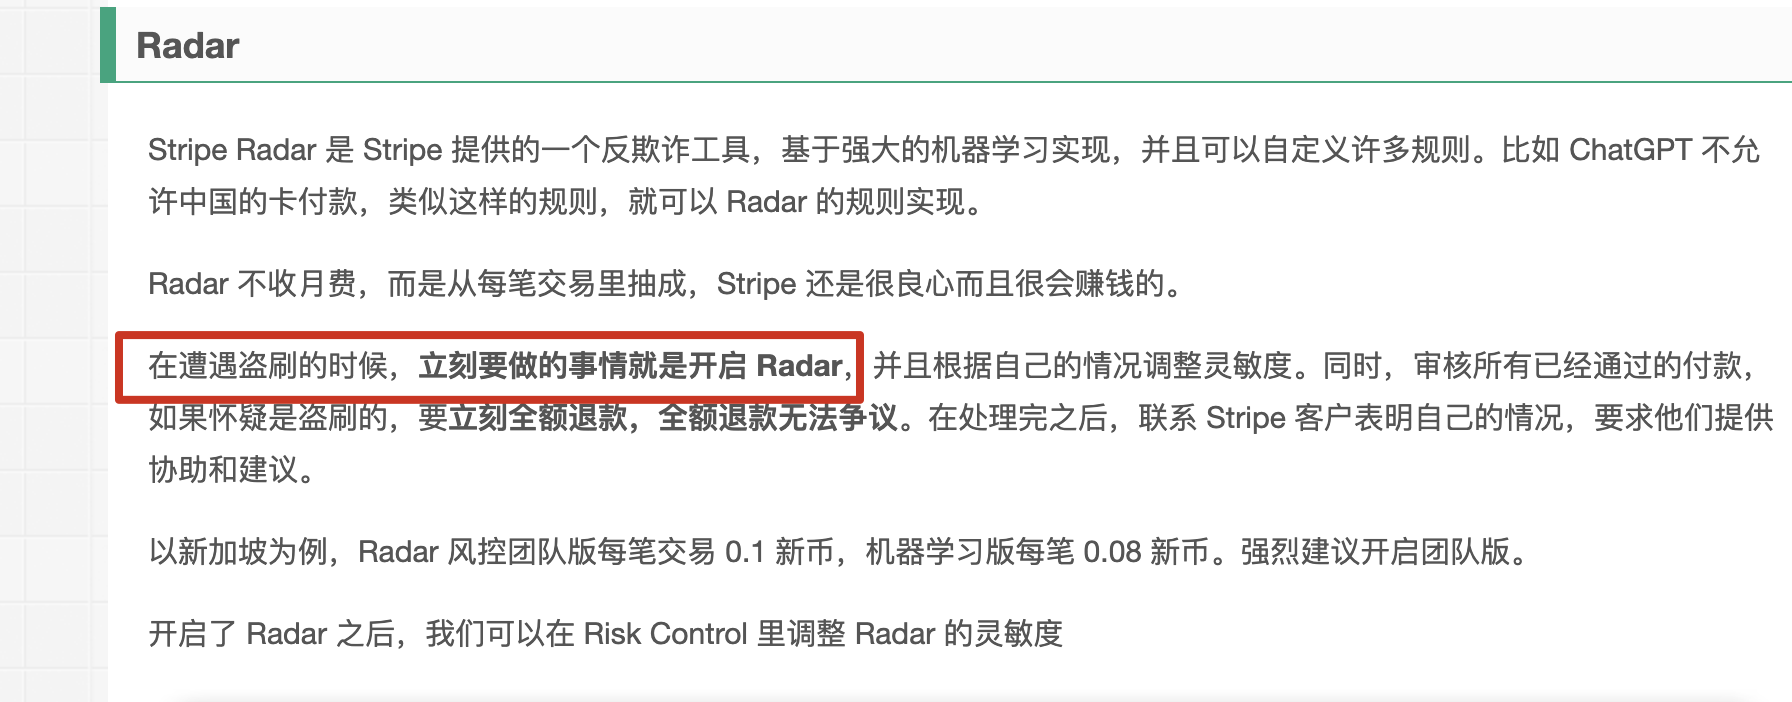 Radar
Stripe Radar 是 Stripe 提供的一个反欺诈工具，基于强大的机器学习实现，并且可以自定义许多规则。比如 ChatGPT 不允
许中国的卡付款，类似这样的规则，就可以 Radar 的规则实现。
Radar 不收月费，而是从每笔交易里抽成，Stripe 还是很良心而且很会赚钱的。
在遭遇盗刷的时候，立刻要做的事情就是开启 Radar，并且根据自己的情况调整灵敏度。同时，审核所有已经通过的付款，
如果怀疑是盗刷的，要立刻全额退款，全额退款无法争议。在处理完之后，联系 Stripe 客户表明自己的情况，要求他们提供
协助和建议。
以新加坡为例，Radar 风控团队版每笔交易 0.1 新币，机器学习版每笔 0.08 新币。强烈建议开启团队版。
开启了 Radar 之后，我们可以在 Risk Control 里调整 Radar 的灵敏度